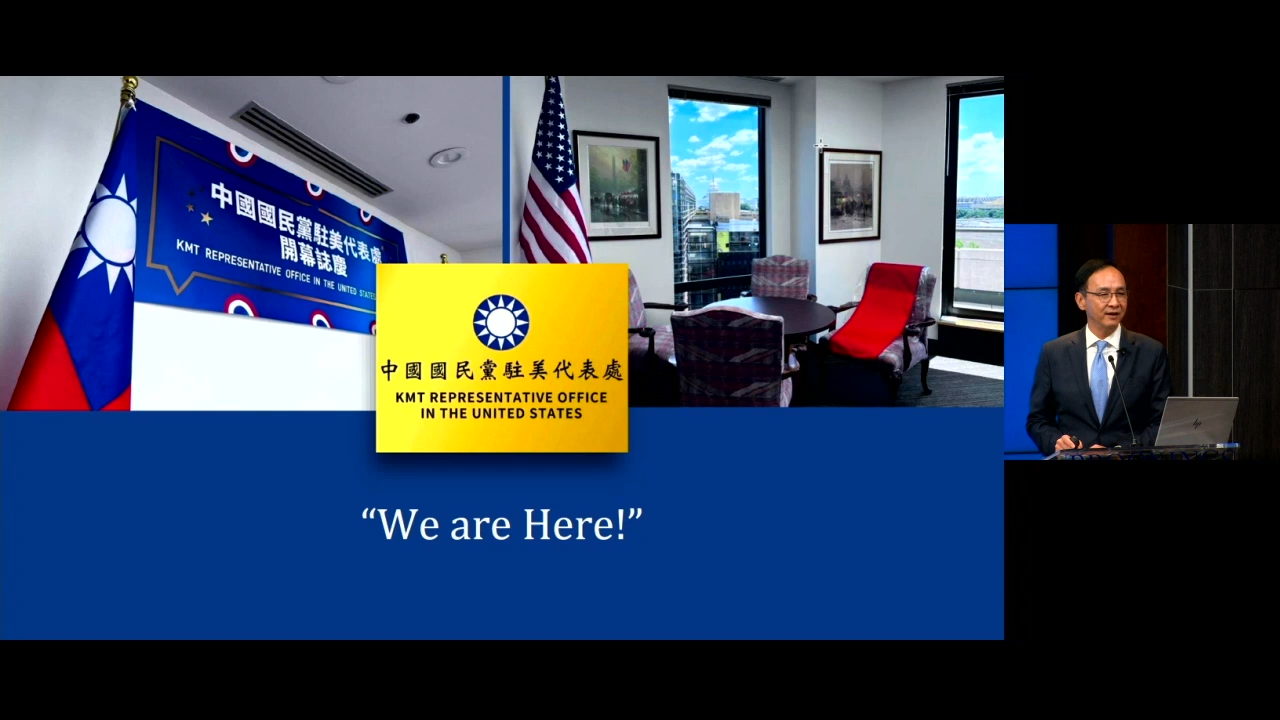 中國國民黨駐美代表處
開幕誌慶
KMT REPRESENTATIVE OFFICE IN THE UNITED STATES
中國國民黨駐美代表處
KMT REPRESENTATIVE OFFICE
IN THE UNITED STATES
“We are Here!”
hp